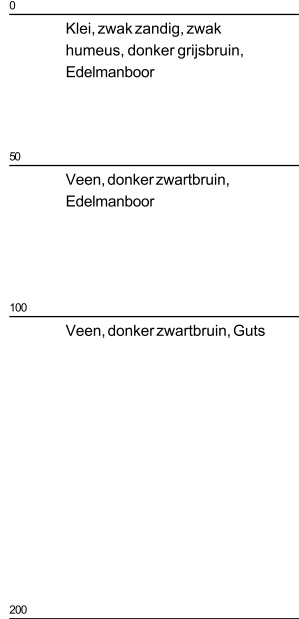 0
Klei, zwak zandig, zwak
humeus, donker grijsbruin,
Edelmanboor
50
Veen, donker zwartbruin,
Edelmanboor
100
Veen, donker zwartbruin, Guts
200